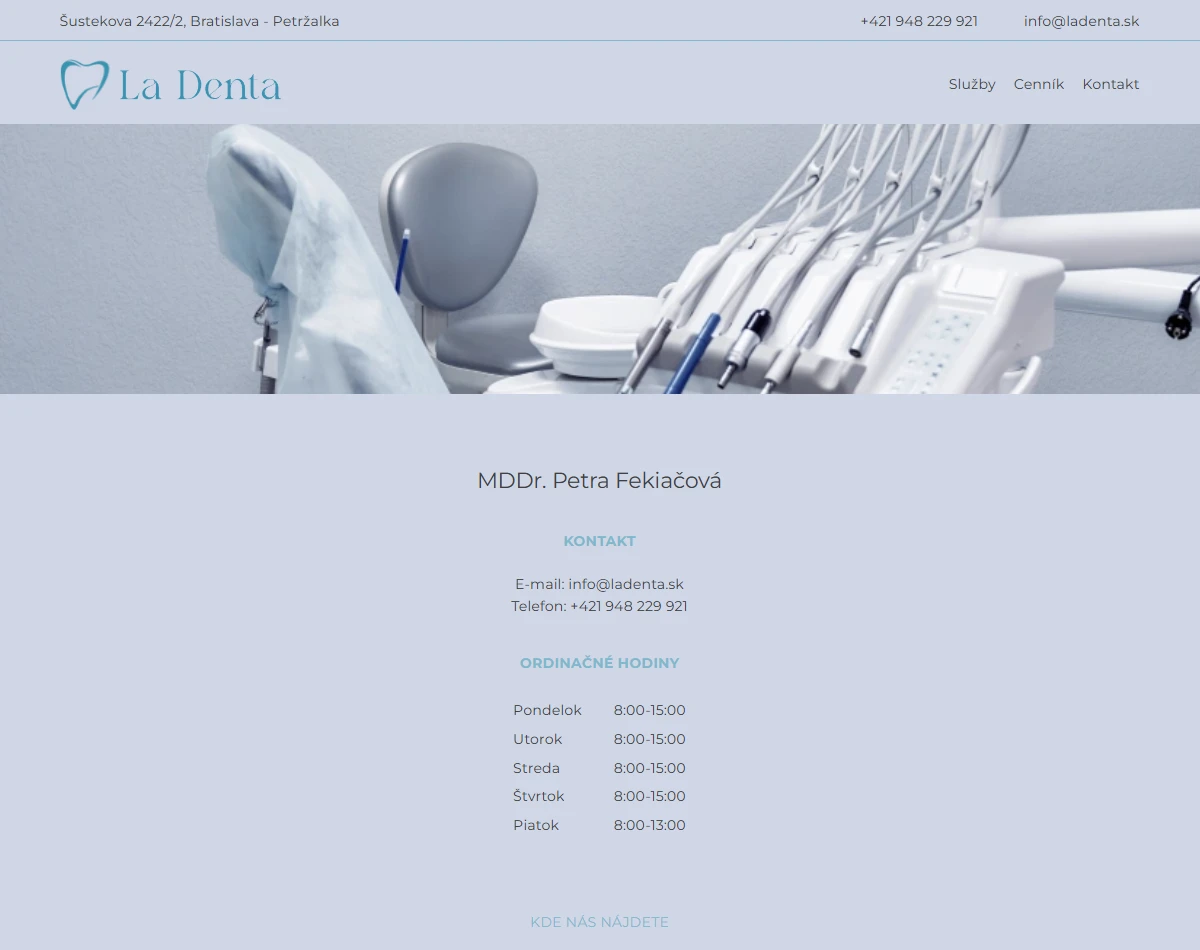 Šustekova 2422/2, Bratislava - Petržalka +421 948 229 921 info@ladenta.sk
La Denta
Služby Cenník Kontakt
MDDr. Petra Fekiačová
KONTAKT
E-mail: info@ladenta.sk
Telefon: +421 948 229 921
ORDINAČNÉ HODINY
Pondelok 8:00-15:00
Utorok 8:00-15:00
Streda 8:00-15:00
Štvrtok 8:00-15:00
Piatok 8:00-13:00
KDE NÁS NÁJDETE